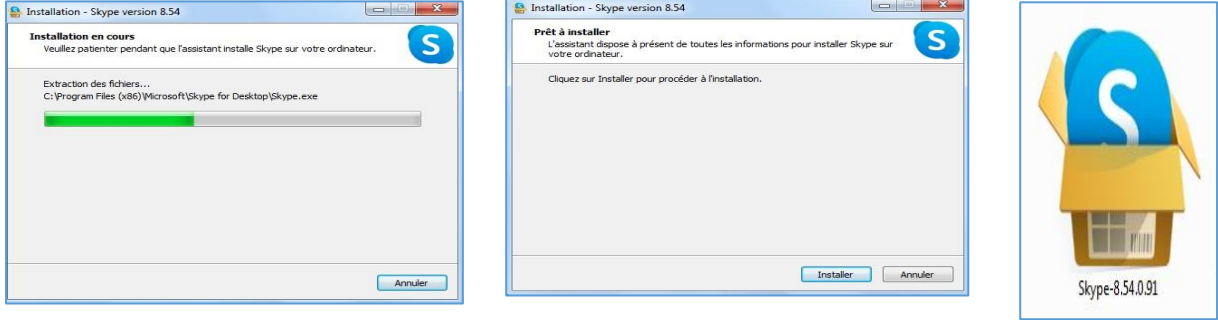 Installation - Skype version 8.54
Installation en cours
Veuillez patienter pendant que l'assistant installe Skype sur votre ordinateur.
S
Extraction des fichiers...
C:\Program Files (x86)\Microsoft\Skype for Desktop\Skype.exe
Annuler
Installation - Skype version 8.54
Prêt à installer
L'assistant dispose à présent de toutes les informations pour installer Skype sur
votre ordinateur.
S
Cliquez sur Installer pour procéder à l'installation.
Installer
Annuler
S
Skype-8.54.0.91